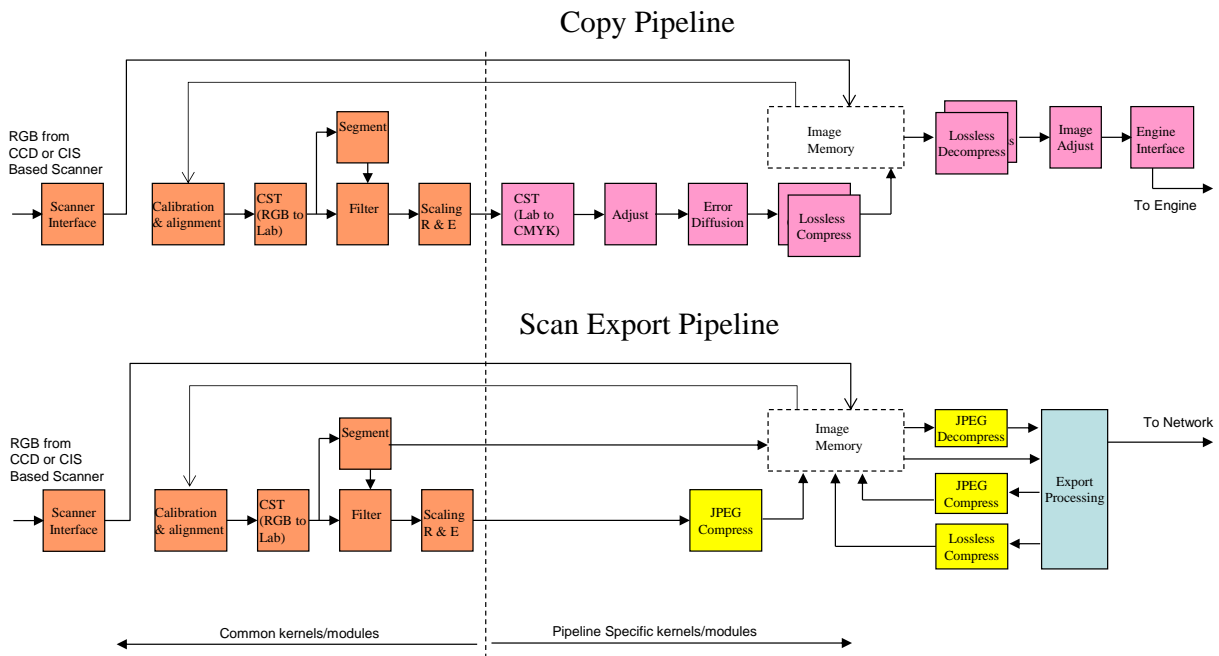 Copy Pipeline
RGB from
CCD or CIS
Based Scanner
Scanner
Interface
Calibration
& alignment
CST
(RGB to
Lab)
Segment
Filter
Scaling
R & E
CST
(Lab to
CMYK)
Adjust
Error
Diffusion
Lossless
Compress
Image
Memory
Lossless
Decompress
s
Image
Adjust
Engine
Interface
To Engine
Scan Export Pipeline
RGB from
CCD or CIS
Based Scanner
Scanner
Interface
Calibration
& alignment
CST
(RGB to
Lab)
Segment
Filter
Scaling
R & E
JPEG
Compress
Image
Memory
JPEG
Decompress
JPEG
Compress
Lossless
Compress
Export
Processing
To Network
Common kernels/modules
Pipeline Specific kernels/modules